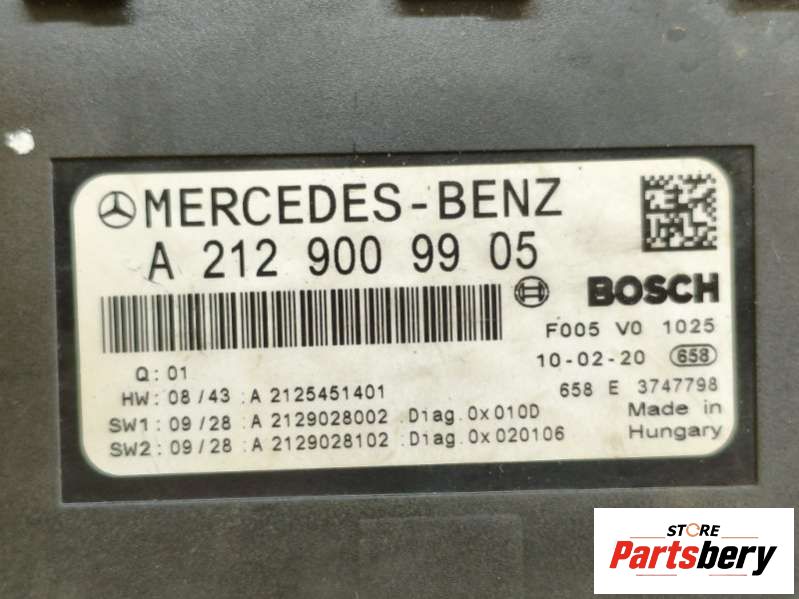 MERCEDES-BENZ
A 212 900 99 05
BOSCH
F005 V0 1025
Q: 01
10-02-20 658
HW: 08/43 :A 2125451401
658 E 3747798
SW1: 09/28 :A 2129028002 .Diag.0x010D
Made in
SW2: 09/28 :A 2129028102 :Diag.0x020106
Hungary
STORE
Partsbery